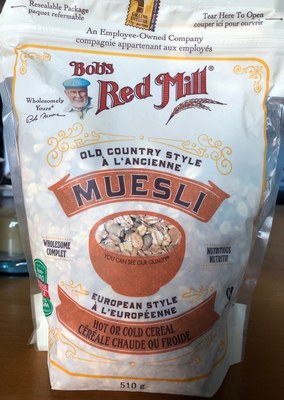 Resealable Package
paquet refermable
Tear Here To Open
couper ici pour ouvrir
An Employee-Owned Company
compagnie appartenant aux employés
Bob's
Red Mill®
Wholesomely
Yours®
Bob Moore
OLD COUNTRY STYLE
À L'ANCIENNE
MUESLI
WHOLESOME
COMPLET
NUTRITIOUS
NUTRITIF
YOU CAN SEE OUR QUALITY
EUROPEAN STYLE
À L'EUROPÉENNE
HOT OR COLD CEREAL
CÉRÉALE CHAUDE OU FROIDE
510 g